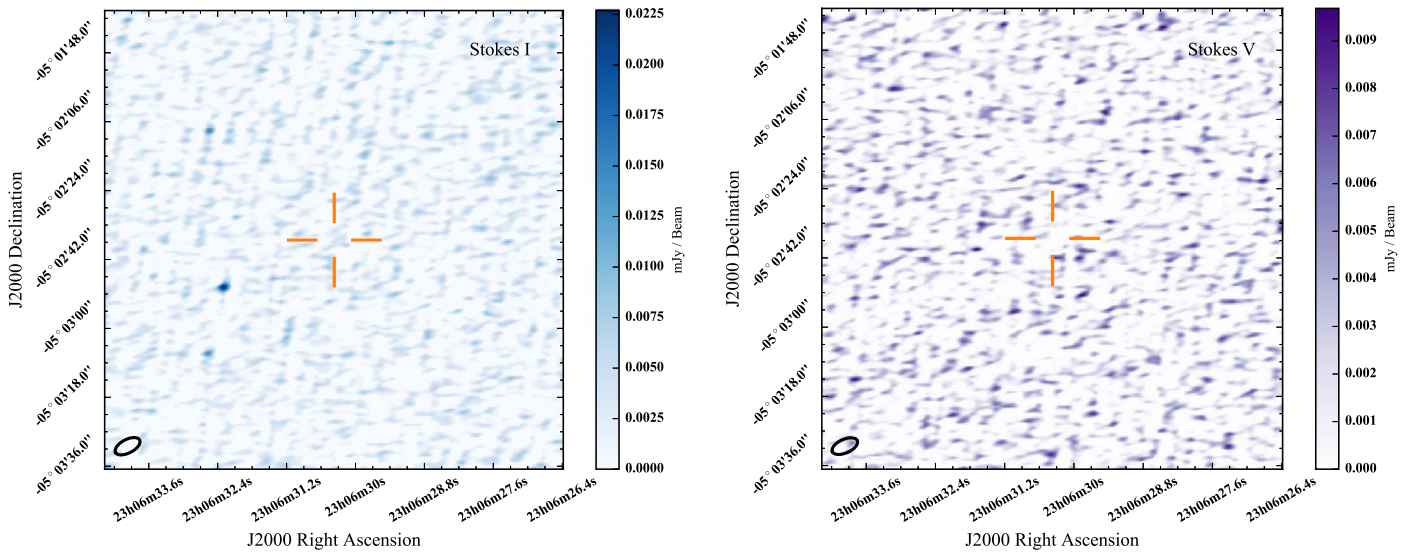 Stokes I
-05° 01'48.0"
-05° 02'06.0"
-05° 02'24.0"
-05° 02'42.0"
-05° 03'00"
-05° 03'18.0"
-05° 03'36.0"
J2000 Declination
23h06m33.6s
23h06m32.4s
23h06m31.2s
23h06m30s
23h06m28.8s
23h06m27.6s
23h06m26.4s
J2000 Right Ascension
0.0225
0.0200
0.0175
0.0150
0.0125
0.0100
0.0075
0.0050
0.0025
0.0000
mJy / Beam
Stokes V
-05° 01'48.0"
-05° 02'06.0"
-05° 02'24.0"
-05° 02'42.0"
-05° 03'00"
-05° 03'18.0"
-05° 03'36.0"
J2000 Declination
23h06m33.6s
23h06m32.4s
23h06m31.2s
23h06m30s
23h06m28.8s
23h06m27.6s
23h06m26.4s
J2000 Right Ascension
0.009
0.008
0.007
0.006
0.005
0.004
0.003
0.002
0.001
0.000
mJy / Beam